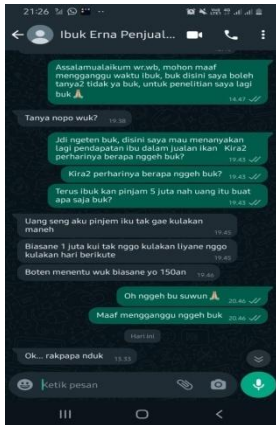 21:26
Ibuk Erna Penjual...
Assalamualaikum wr.wb, mohon maaf
mengganggu waktu ibuk, buk disini saya boleh
tanya2 tidak ya buk, untuk penelitian saya lagi
buk 🙏 14.47
Tanya nopo wuk? 19.38
Jdi ngeten buk, disini saya mau menanyakan
lagi pendapatan ibu dalam jualan ikan Kira2
perharinya berapa nggeh buk? 19.43
Kira2 perharinya berapa nggeh buk? 19.43
Terus ibuk kan pinjam 5 juta nah uang itu buat
apa saja buk? 19.43
Uang seng aku pinjem iku tak gae kulakan
maneh 19.45
Biasane 1 juta kui tak nggo kulakan liyane nggo
kulakan hari berikute 19.45
Boten menentu wuk biasane yo 150an 19.46
Oh nggeh bu suwun 🙏 20.46
Maaf mengganggu nggeh buk 20.46
Hari ini
Ok... rakpapa nduk 15.33
Ketik pesan